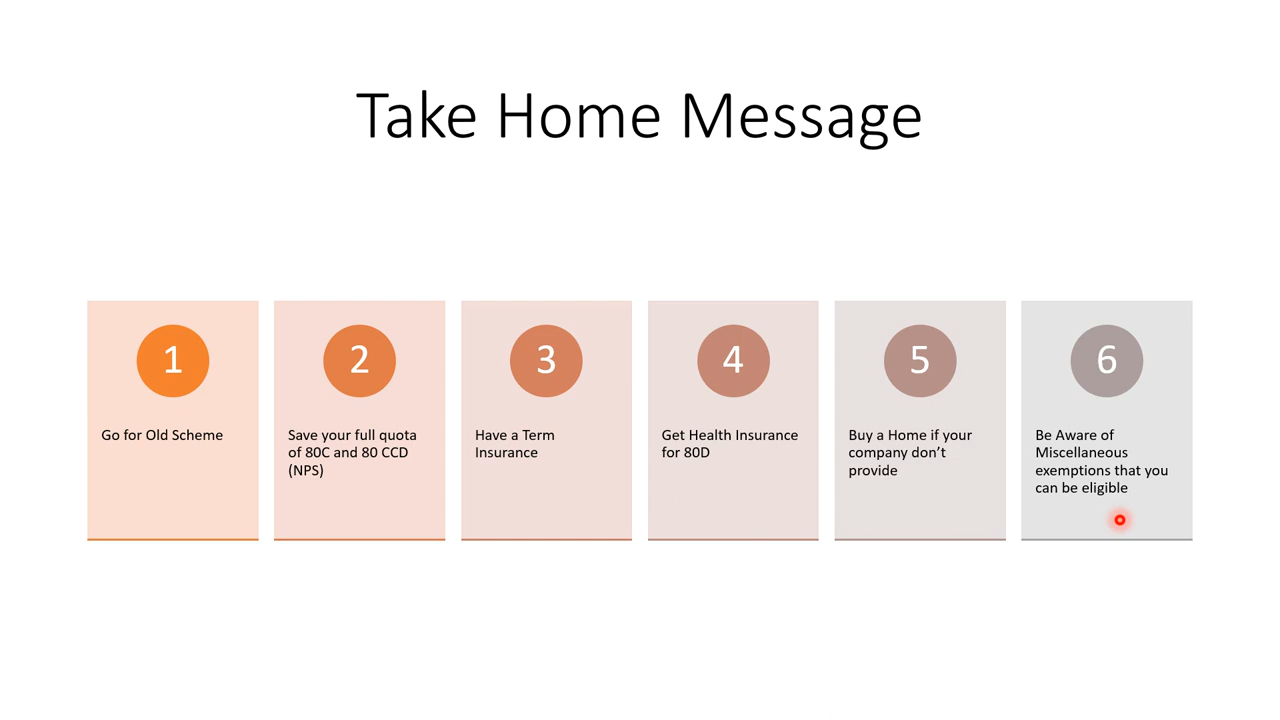 Take Home Message
1
Go for Old Scheme
2
Save your full quota
of 80C and 80 CCD
(NPS)
3
Have a Term
Insurance
4
Get Health Insurance
for 80D
5
Buy a Home if your
company don’t
provide
6
Be Aware of
Miscellaneous
exemptions that you
can be eligible